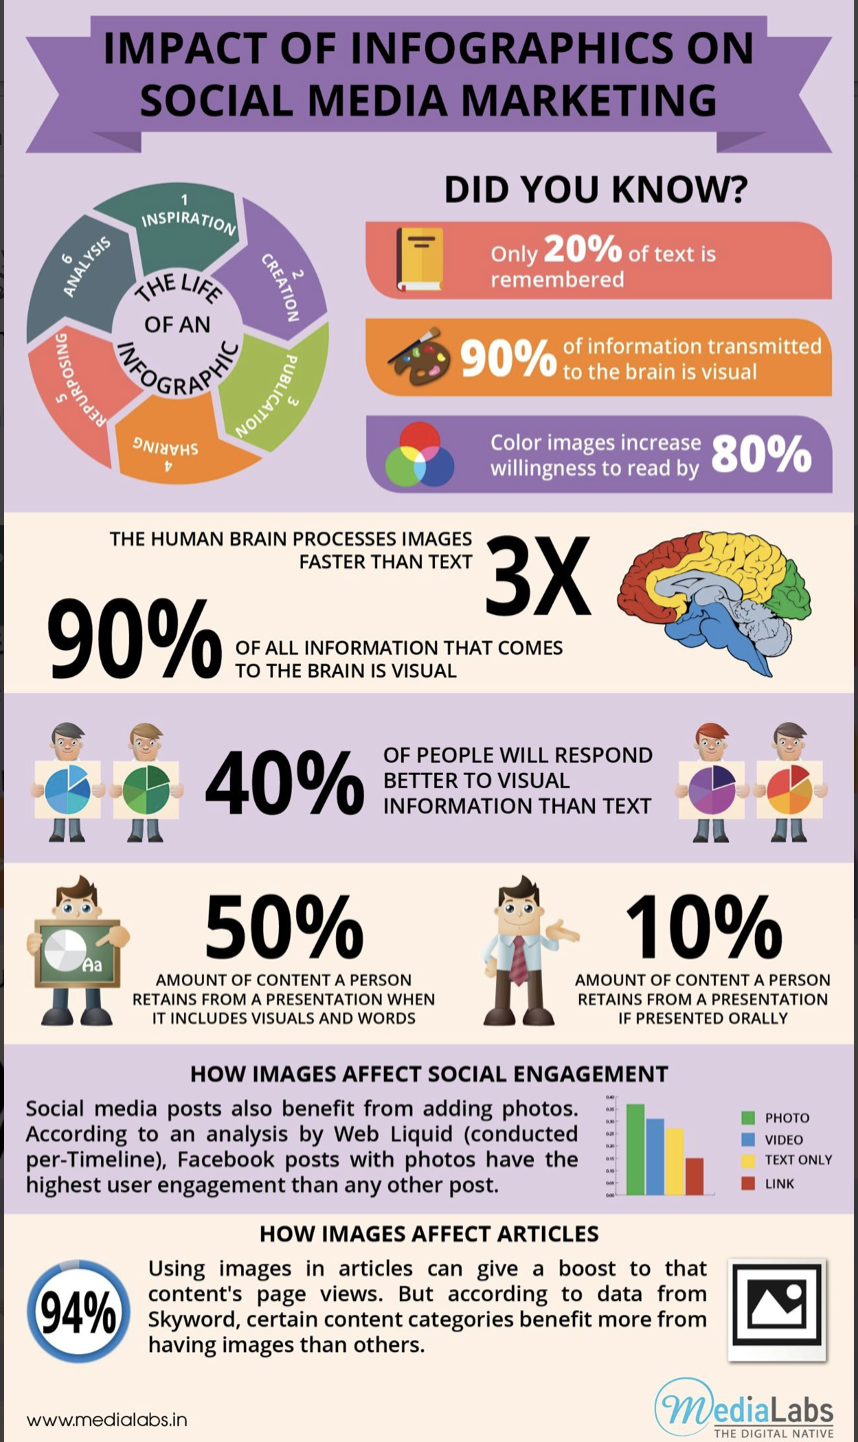 IMPACT OF INFOGRAPHICS ON
SOCIAL MEDIA MARKETING
1
INSPIRATION
2
CREATION
3
PUBLICATION
4
SHARING
5
REPURPOSING
6
ANALYSIS
THE LIFE
OF AN
INFOGRAPHIC
DID YOU KNOW?
Only 20% of text is
remembered
90% of information transmitted
to the brain is visual
Color images increase
willingness to read by 80%
THE HUMAN BRAIN PROCESSES IMAGES
FASTER THAN TEXT
3X
90% OF ALL INFORMATION THAT COMES
TO THE BRAIN IS VISUAL
40%
OF PEOPLE WILL RESPOND
BETTER TO VISUAL
INFORMATION THAN TEXT
Aa
50%
AMOUNT OF CONTENT A PERSON
RETAINS FROM A PRESENTATION WHEN
IT INCLUDES VISUALS AND WORDS
10%
AMOUNT OF CONTENT A PERSON
RETAINS FROM A PRESENTATION
IF PRESENTED ORALLY
HOW IMAGES AFFECT SOCIAL ENGAGEMENT
Social media posts also benefit from adding photos.
According to an analysis by Web Liquid (conducted
per-Timeline), Facebook posts with photos have the
highest user engagement than any other post.
PHOTO
VIDEO
TEXT ONLY
LINK
HOW IMAGES AFFECT ARTICLES
94%
Using images in articles can give a boost to that
content's page views. But according to data from
Skyword, certain content categories benefit more from
having images than others.
www.medialabs.in
MediaLabs
THE DIGITAL NATIVE